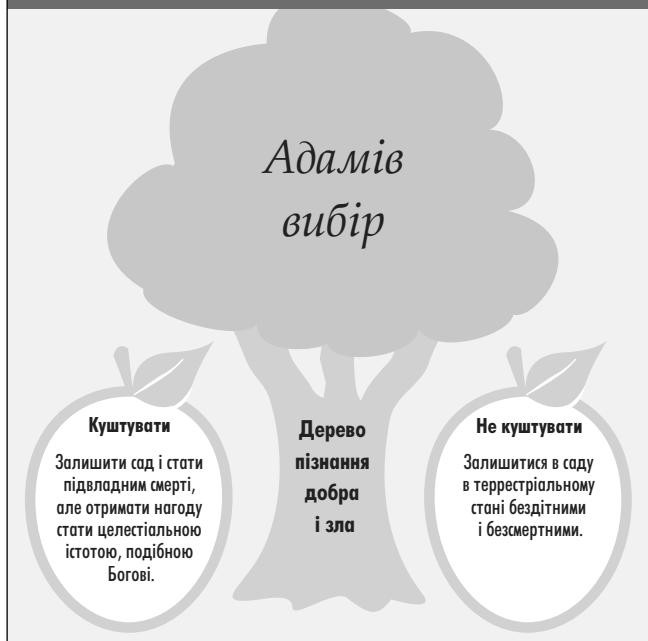 Адамів
вибір
Куштувати
Залишити сад і стати
підвладним смерті,
але отримати нагоду
стати целестіальною
істотою, подібною
Богові.
Дерево
пізнання
добра
і зла
Не куштувати
Залишитися в саду
в террестріальному
стані бездітними
і безсмертними.